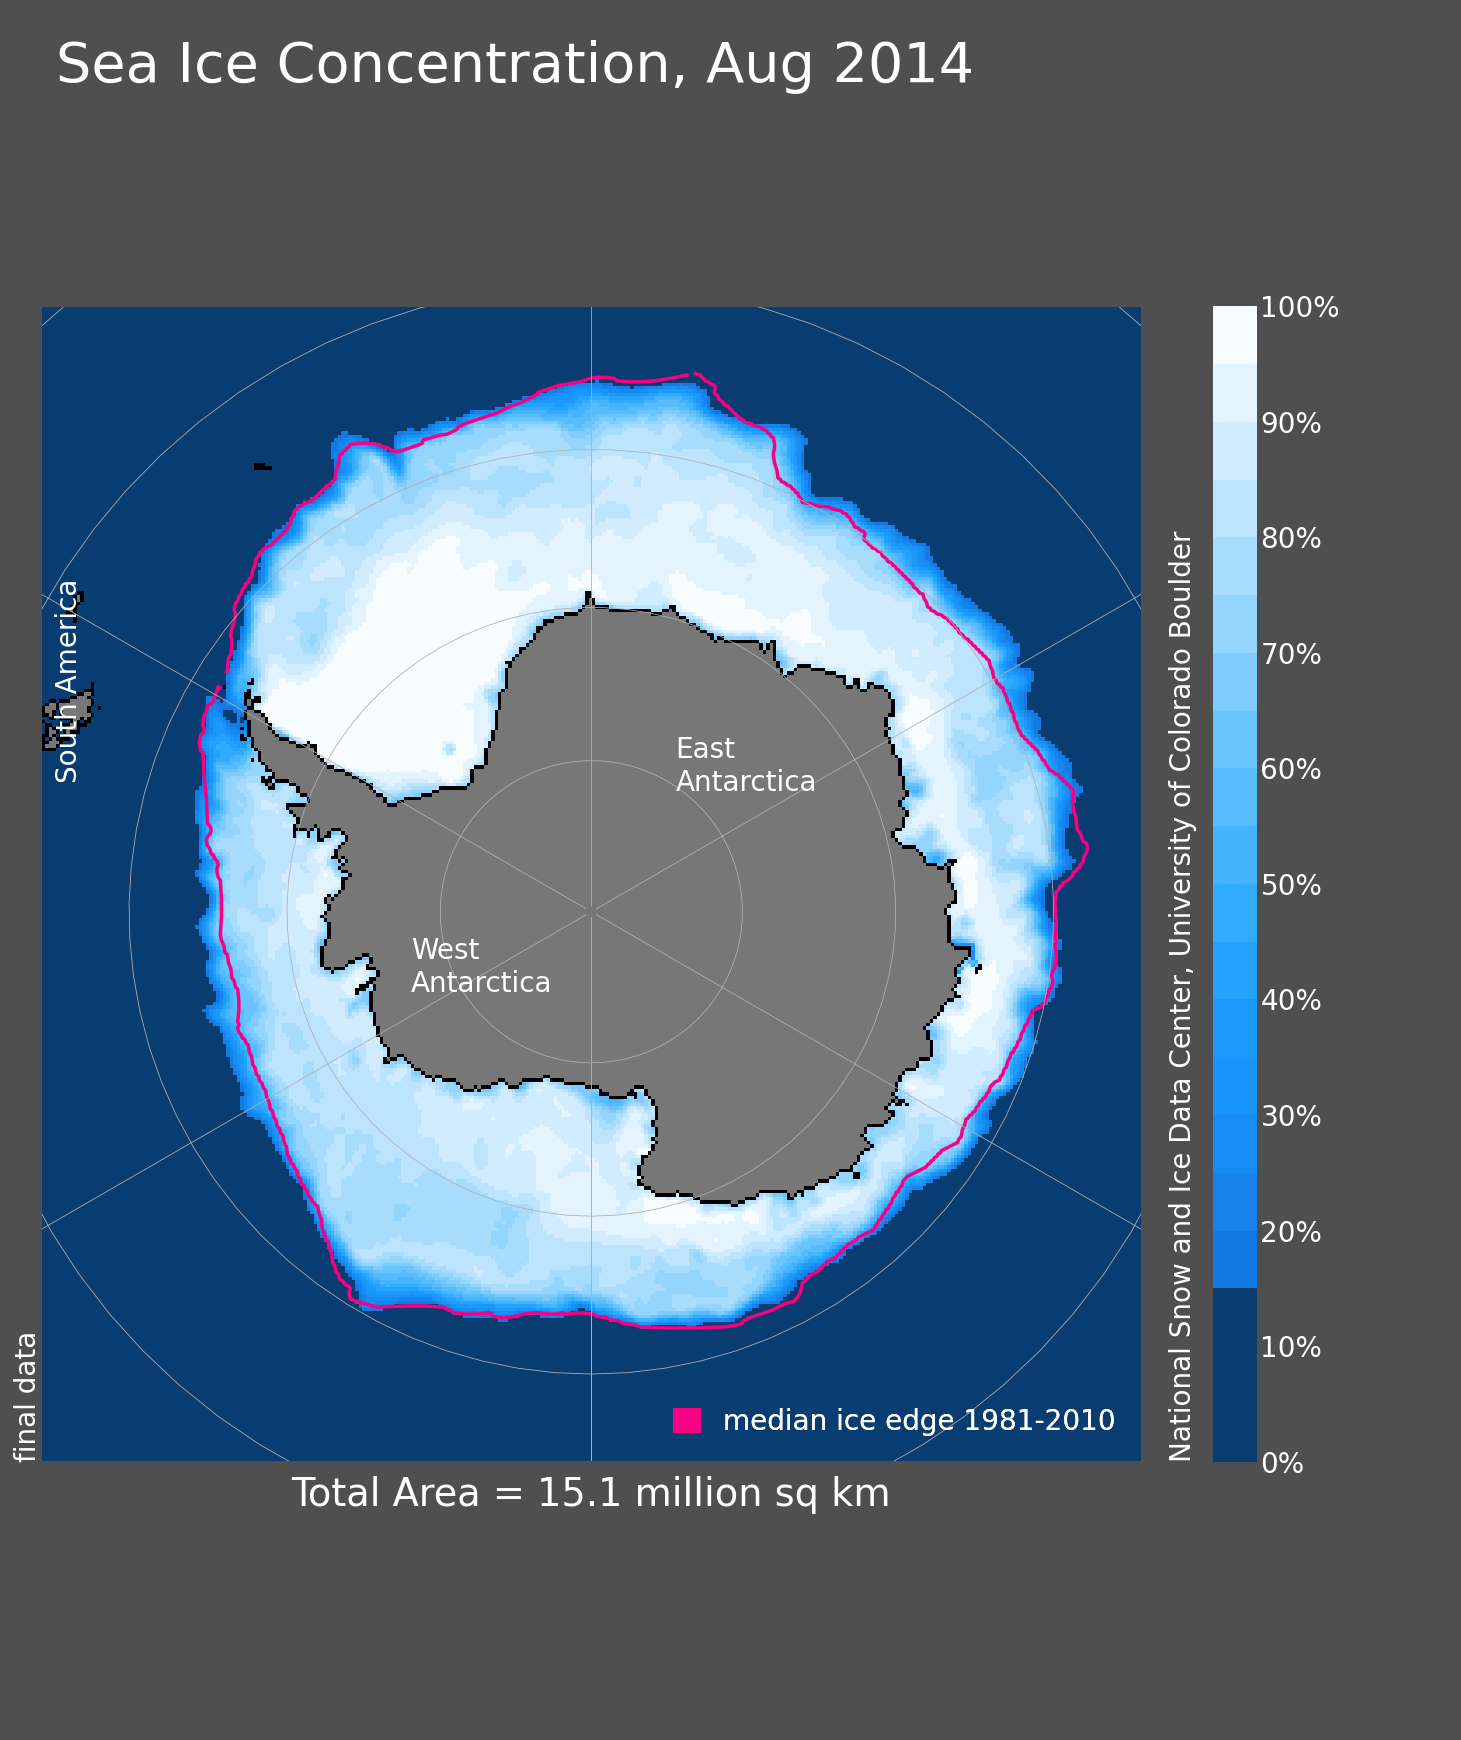 Sea Ice Concentration, Aug 2014
South America
East
Antarctica
West
Antarctica
median ice edge 1981-2010
final data
Total Area = 15.1 million sq km
National Snow and Ice Data Center, University of Colorado Boulder
100%
90%
80%
70%
60%
50%
40%
30%
20%
10%
0%